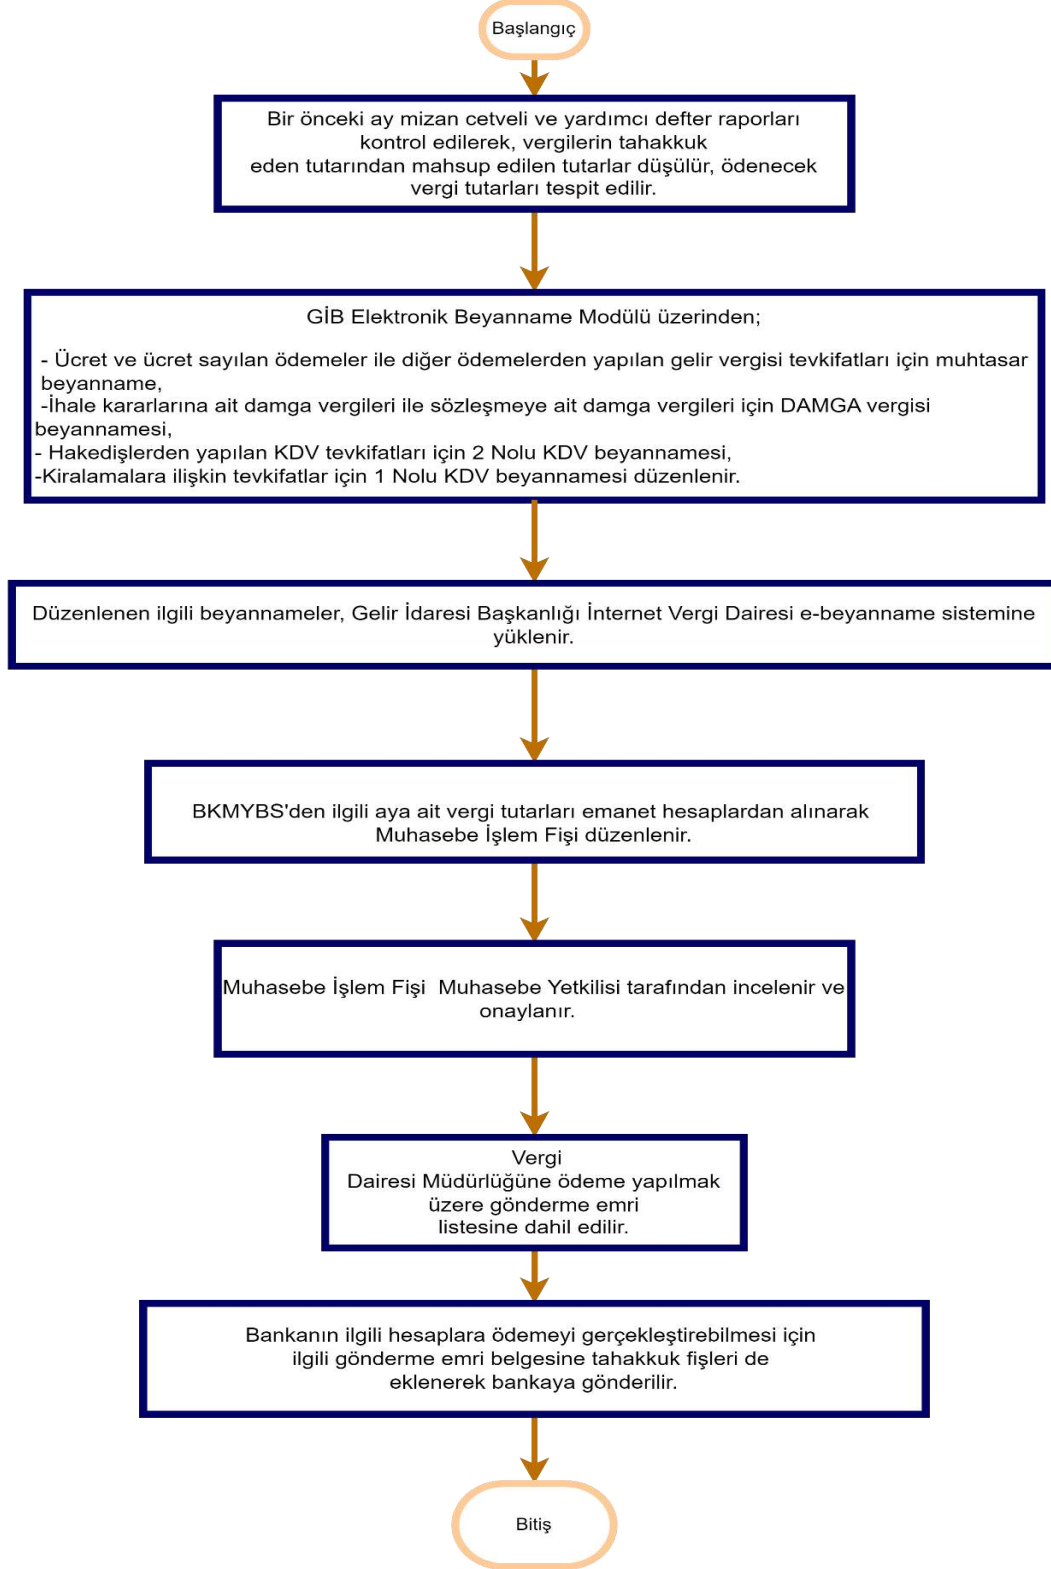 Başlangıç
Bir önceki ay mizan cetveli ve yardımcı defter raporları
kontrol edilerek, vergilerin tahakkuk
eden tutarından mahsup edilen tutarlar düşülür, ödenecek
vergi tutarları tespit edilir.
GİB Elektronik Beyanname Modülü üzerinden;
- Ücret ve ücret sayılan ödemeler ile diğer ödemelerden yapılan gelir vergisi tevkifatları için muhtasar
beyanname,
-İhale kararlarına ait damga vergileri ile sözleşmeye ait damga vergileri için DAMGA vergisi
beyannamesi,
- Hakedişlerden yapılan KDV tevkifatları için 2 Nolu KDV beyannamesi,
-Kiralamalara ilişkin tevkifatlar için 1 Nolu KDV beyannamesi düzenlenir.
Düzenlenen ilgili beyannameler, Gelir İdaresi Başkanlığı İnternet Vergi Dairesi e-beyanname sistemine
yüklenir.
BKMYBS'den ilgili aya ait vergi tutarları emanet hesaplardan alınarak
Muhasebe İşlem Fişi düzenlenir.
Muhasebe İşlem Fişi  Muhasebe Yetkilisi tarafından incelenir ve
onaylanır.
Vergi
Dairesi Müdürlüğüne ödeme yapılmak
üzere gönderme emri
listesine dahil edilir.
Bankanın ilgili hesaplara ödemeyi gerçekleştirebilmesi için
ilgili gönderme emri belgesine tahakkuk fişleri de
eklenerek bankaya gönderilir.
Bitiş